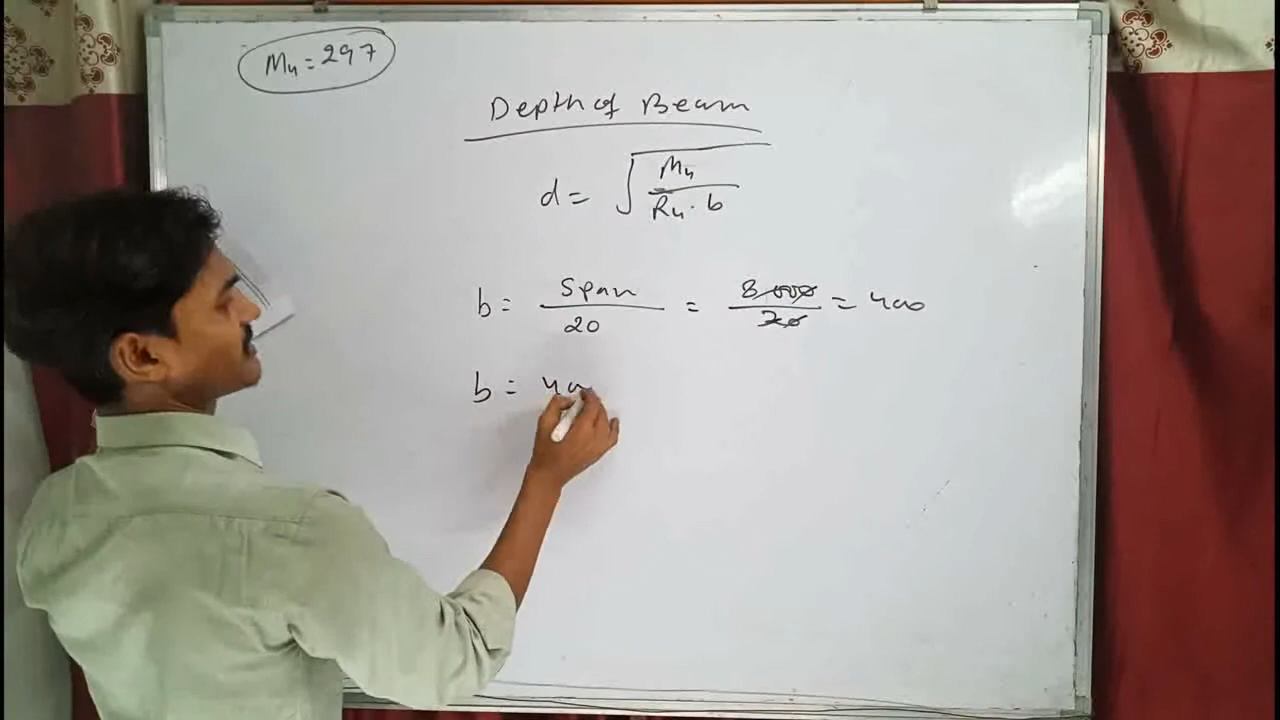 Mu = 297
Depth of Beam
d = √(Mu / Ru · b)
b = Span / 20 = 8000 / 20 = 400
b = 40